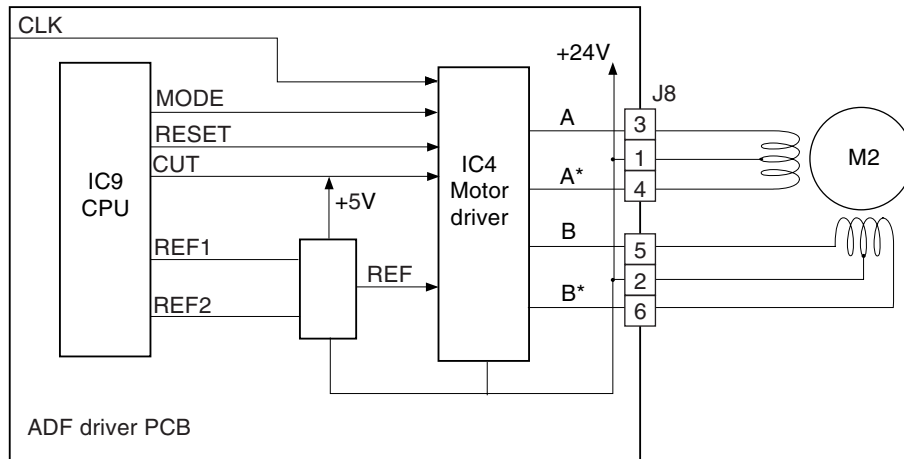 CLK
+24V
J8
MODE
RESET
CUT
IC9
CPU
+5V
REF1
REF2
REF
IC4
Motor
driver
A
A*
B
B*
3
1
4
5
2
6
M2
ADF driver PCB